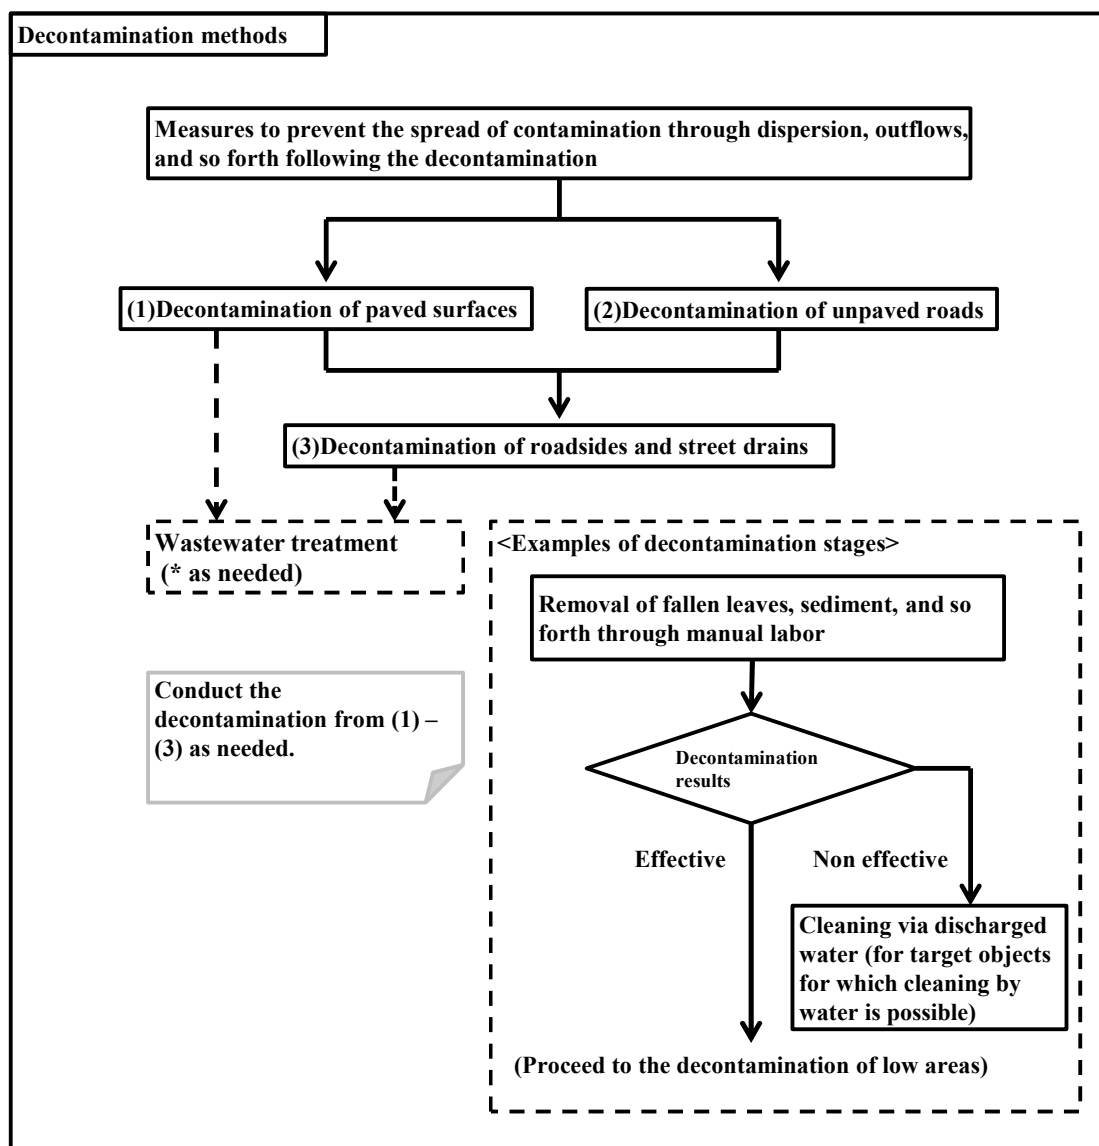 Decontamination methods
Measures to prevent the spread of contamination through dispersion, outflows,
and so forth following the decontamination
(1)Decontamination of paved surfaces
(2)Decontamination of unpaved roads
(3)Decontamination of roadsides and street drains
Wastewater treatment
(* as needed)
Conduct the
decontamination from (1) –
(3) as needed.
<Examples of decontamination stages>
Removal of fallen leaves, sediment, and so
forth through manual labor
Decontamination
results
Effective
Non effective
Cleaning via discharged
water (for target objects
for which cleaning by
water is possible)
(Proceed to the decontamination of low areas)